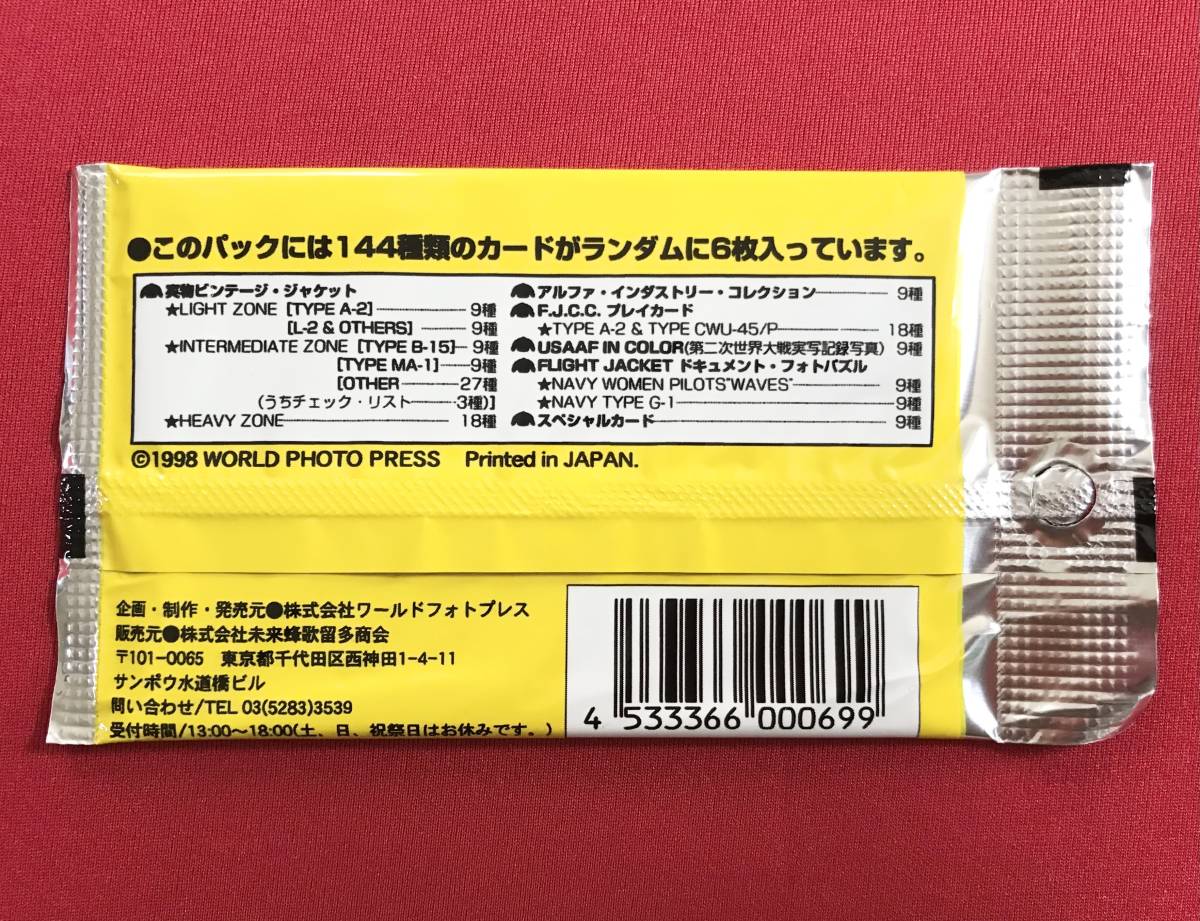 ●このパックには144種類のカードがランダムに6枚入っています。
実物ビンテージ・ジャケット
★LIGHT ZONE [TYPE A-2]──9種
[L-2 & OTHERS]──9種
★INTERMEDIATE ZONE [TYPE B-15]─9種
[TYPE MA-1]──9種
[OTHER──27種
(うちチェック・リスト──3種)]
★HEAVY ZONE──18種
アルファ・インダストリー・コレクション──9種
F.J.C.C. プレイカード
★TYPE A-2 & TYPE CWU-45/P──18種
USAAF IN COLOR(第二次世界大戦実写記録写真) 9種
FLIGHT JACKET ドキュメント・フォトパズル
★NAVY WOMEN PILOTS"WAVES"──9種
★NAVY TYPE G-1──9種
スペシャルカード──9種
©1998 WORLD PHOTO PRESS Printed in JAPAN.
企画・制作・発売元●株式会社ワールドフォトプレス
販売元●株式会社未来蜂歌留多商会
〒101-0065 東京都千代田区西神田1-4-11
サンボウ水道橋ビル
問い合わせ/TEL 03(5283)3539
受付時間/13:00〜18:00(土、日、祝祭日はお休みです。)
4 533366 000699